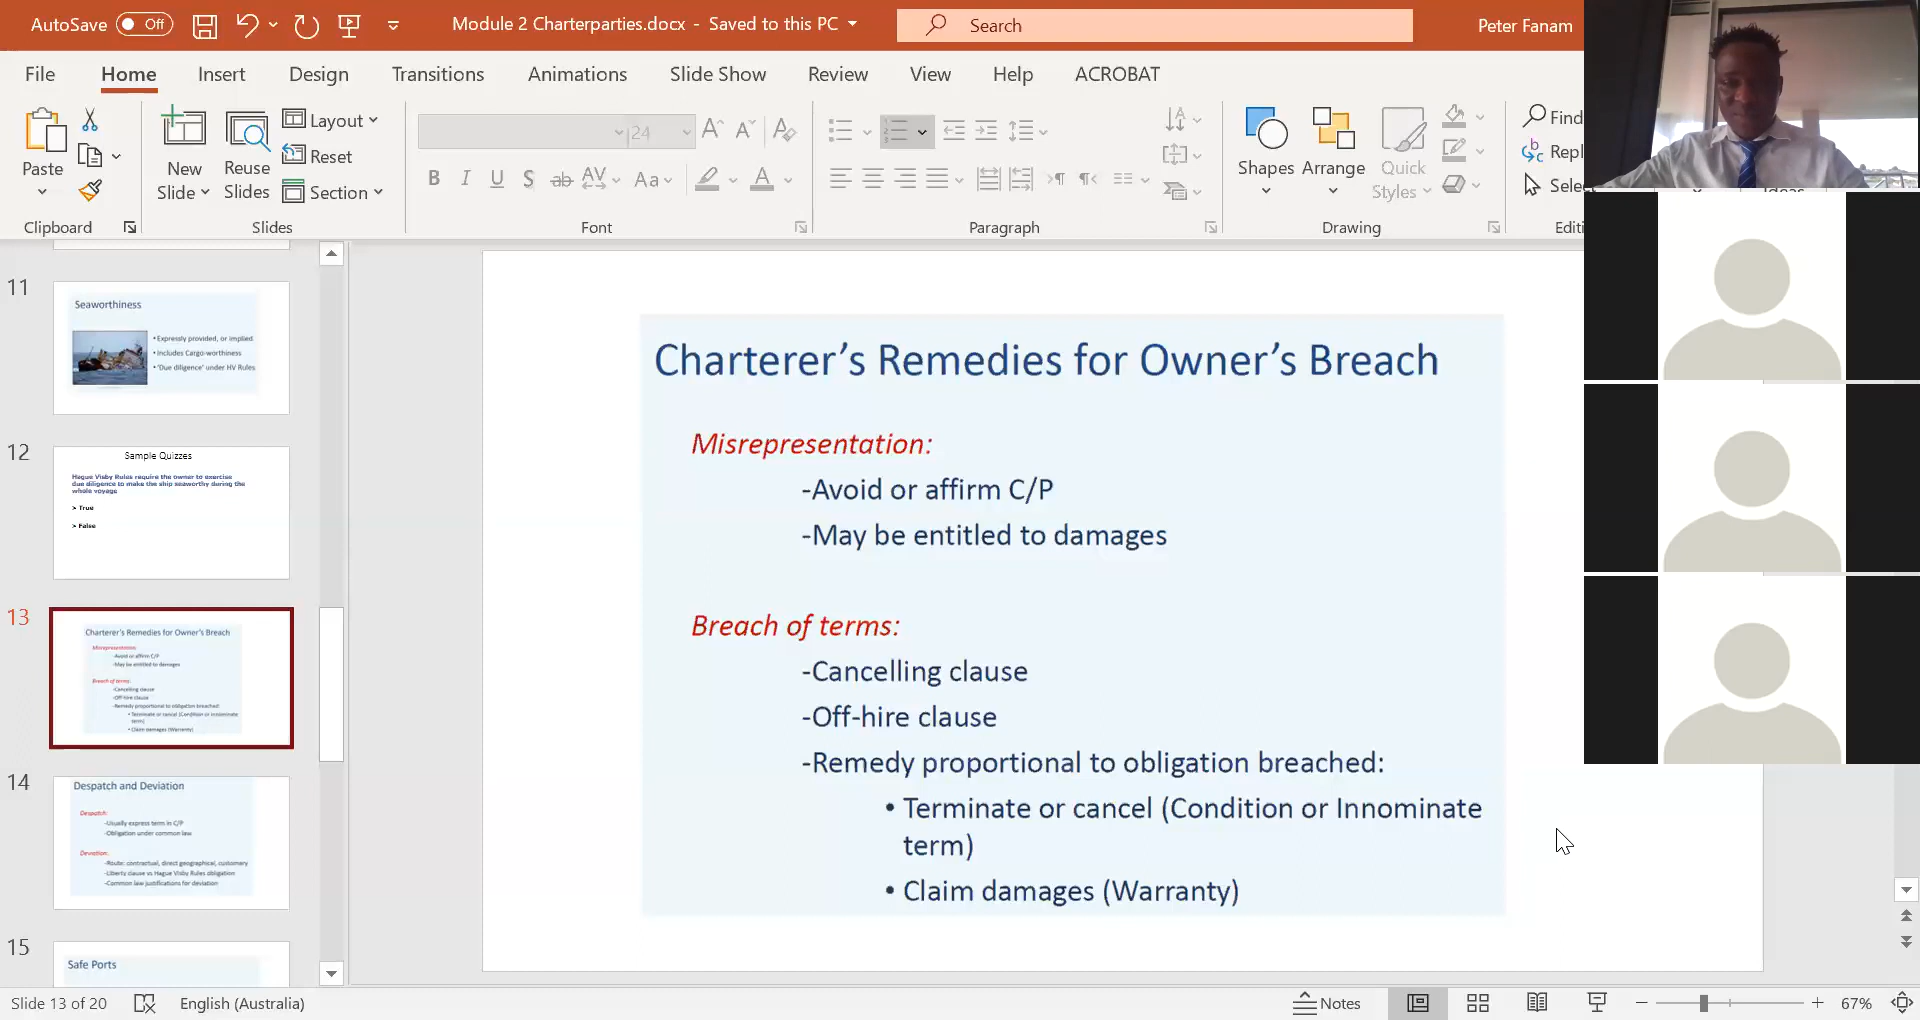 AutoSave Off Module 2 Charterparties.docx - Saved to this PC Search Peter Fanam
File Home Insert Design Transitions Animations Slide Show Review View Help ACROBAT
Paste
New
Slide
Reuse
Slides
Layout
Reset
Section
24
B I U S ab AV Aa A
Shapes
Arrange
Quick
Styles
Find
Repl
Sele
Ideas
Clipboard Slides Font Paragraph Drawing Editi
11
Seaworthiness
• Expressly provided, or implied
• Includes Cargo-worthiness
• 'Due diligence' under HV Rules
12
Sample Quizzes
Hague Visby Rules require the owner to exercise
due diligence to make the ship seaworthy during the
whole voyage
> True
> False
13
Charterer's Remedies for Owner's Breach
Misrepresentation:
-Avoid or affirm C/P
-May be entitled to damages
Breach of terms:
-Cancelling clause
-Off-hire clause
-Remedy proportional to obligation breached:
• Terminate or cancel (Condition or Innominate
term)
• Claim damages (Warranty)
14
Despatch and Deviation
Despatch:
-Usually express term in C/P
-Obligation under common law
Deviation:
-Route: contractual, direct geographical, customary
-Liberty clause vs Hague Visby Rules obligation
-Common law justifications for deviation
15
Safe Ports
Charterer's Remedies for Owner's Breach
Misrepresentation:
-Avoid or affirm C/P
-May be entitled to damages
Breach of terms:
-Cancelling clause
-Off-hire clause
-Remedy proportional to obligation breached:
• Terminate or cancel (Condition or Innominate
term)
• Claim damages (Warranty)
Slide 13 of 20 English (Australia) Notes 67%